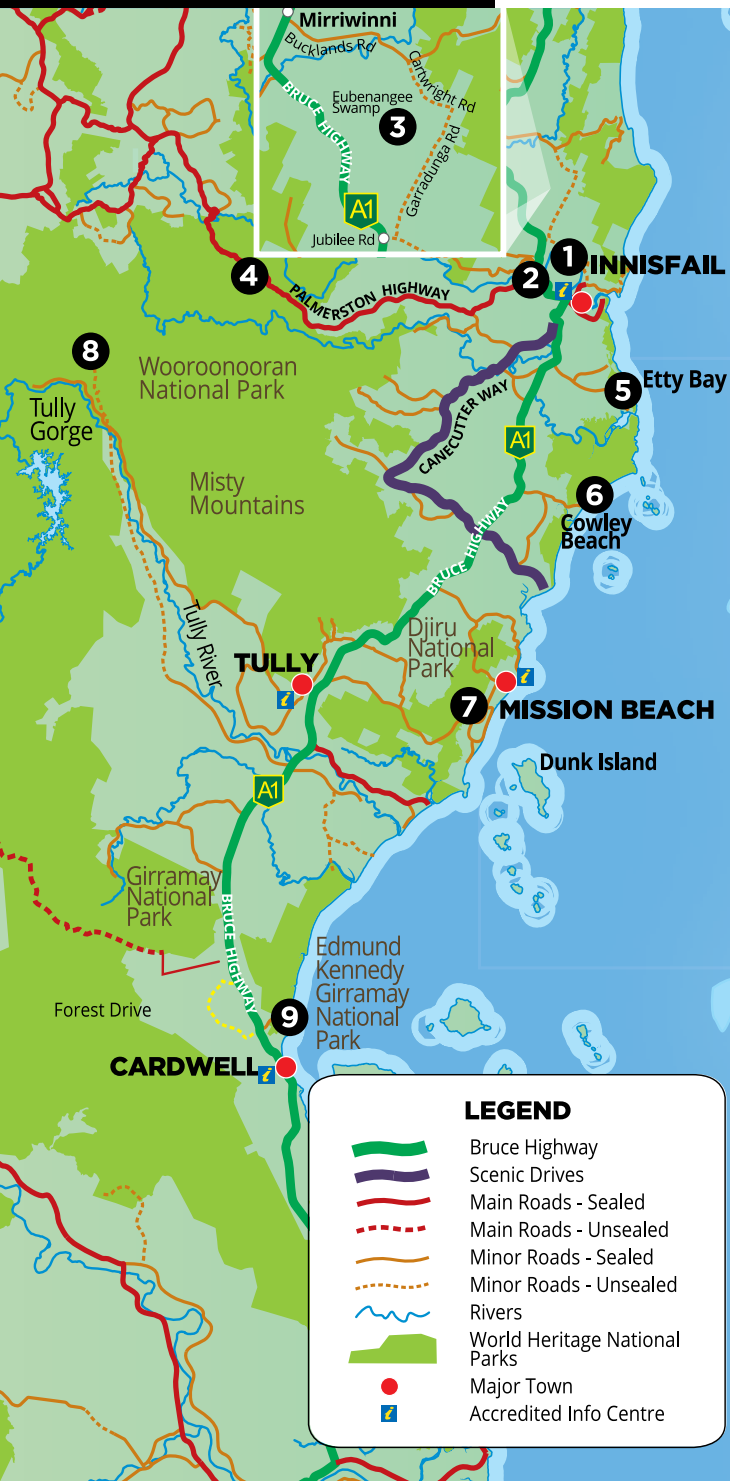 Mirriwinni
Bucklands Rd
Cartwright Rd
BRUCE HIGHWAY
Eubenangee
Swamp
3
Garradunga Rd
A1
Jubilee Rd
1
INNISFAIL
2
i
4
PALMERSTON HIGHWAY
8
Wooroonooran
National Park
5
Etty Bay
Tully
Gorge
CANECUTTER WAY
A1
Misty
Mountains
6
Cowley
Beach
BRUCE HIGHWAY
Tully River
Djiru
National
Park
TULLY
i
i
7
MISSION BEACH
Dunk Island
A1
Girramay
National
Park
BRUCE HIGHWAY
Edmund
Kennedy
Girramay
National
Park
Forest Drive
9
CARDWELL
i
LEGEND
Bruce Highway
Scenic Drives
Main Roads - Sealed
Main Roads - Unsealed
Minor Roads - Sealed
Minor Roads - Unsealed
Rivers
World Heritage National
Parks
Major Town
i
Accredited Info Centre